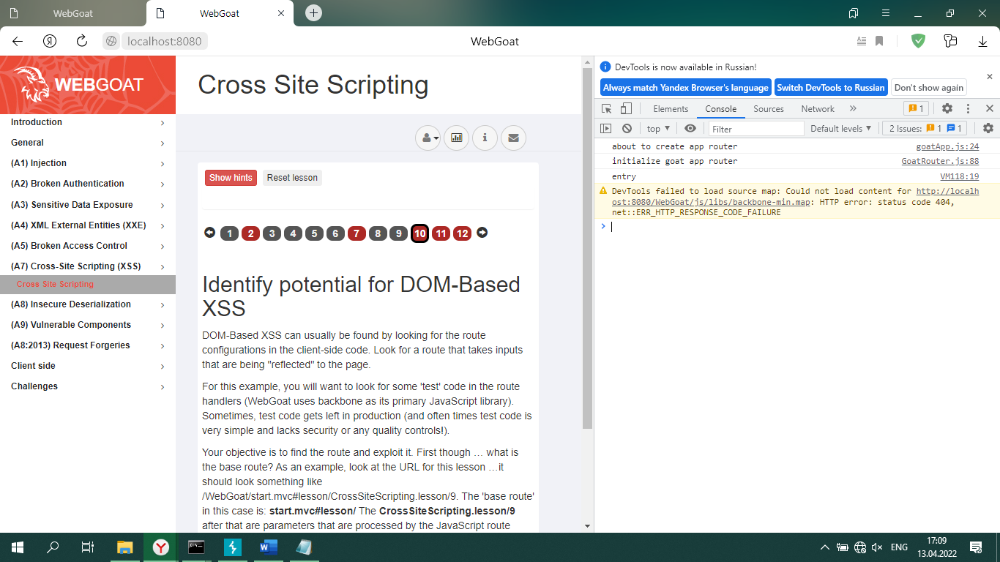 WebGoat
WebGoat
localhost:8080
WebGoat
WEBGOAT
Introduction
General
(A1) Injection
(A2) Broken Authentication
(A3) Sensitive Data Exposure
(A4) XML External Entities (XXE)
(A5) Broken Access Control
(A7) Cross-Site Scripting (XSS)
Cross Site Scripting
(A8) Insecure Deserialization
(A9) Vulnerable Components
(A8:2013) Request Forgeries
Client side
Challenges
Cross Site Scripting
Show hints Reset lesson
1 2 3 4 5 6 7 8 9 10 11 12
Identify potential for DOM-Based
XSS
DOM-Based XSS can usually be found by looking for the route
configurations in the client-side code. Look for a route that takes inputs
that are being "reflected" to the page.
For this example, you will want to look for some 'test' code in the route
handlers (WebGoat uses backbone as its primary JavaScript library).
Sometimes, test code gets left in production (and often times test code is
very simple and lacks security or any quality controls!).
Your objective is to find the route and exploit it. First though … what is
the base route? As an example, look at the URL for this lesson …it
should look something like
/WebGoat/start.mvc#lesson/CrossSiteScripting.lesson/9. The 'base route'
in this case is: start.mvc#lesson/ The CrossSiteScripting.lesson/9
after that are parameters that are processed by the JavaScript route
DevTools is now available in Russian!
Always match Yandex Browser's language Switch DevTools to Russian Don't show again
Elements Console Sources Network » 1
top ▼ Filter Default levels ▼ 2 Issues: 1 1
about to create app router goatApp.js:24
initialize goat app router GoatRouter.js:88
entry VM118:19
DevTools failed to load source map: Could not load content for http://localh
ost:8080/WebGoat/js/libs/backbone-min.map: HTTP error: status code 404,
net::ERR_HTTP_RESPONSE_CODE_FAILURE
ENG
17:09
13.04.2022